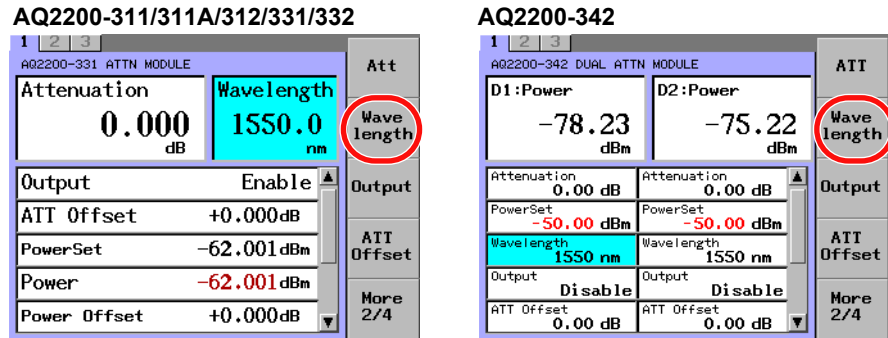 AQ2200-311/311A/312/331/332
1 2 3
AQ2200-331 ATTN MODULE
Attenuation
0.000
dB
Wavelength
1550.0
nm
Output Enable
ATT Offset +0.000dB
PowerSet -62.001dBm
Power -62.001dBm
Power Offset +0.000dB
Att
Wave
length
Output
ATT
Offset
More
2/4
AQ2200-342
1 2 3
AQ2200-342 DUAL ATTN MODULE
D1:Power
-78.23
dBm
D2:Power
-75.22
dBm
Attenuation Attenuation
0.00 dB 0.00 dB
PowerSet PowerSet
-50.00 dBm -50.00 dBm
Wavelength Wavelength
1550 nm 1550 nm
Output Output
Disable Disable
ATT Offset ATT Offset
0.00 dB 0.00 dB
ATT
Wave
length
Output
ATT
Offset
More
2/4